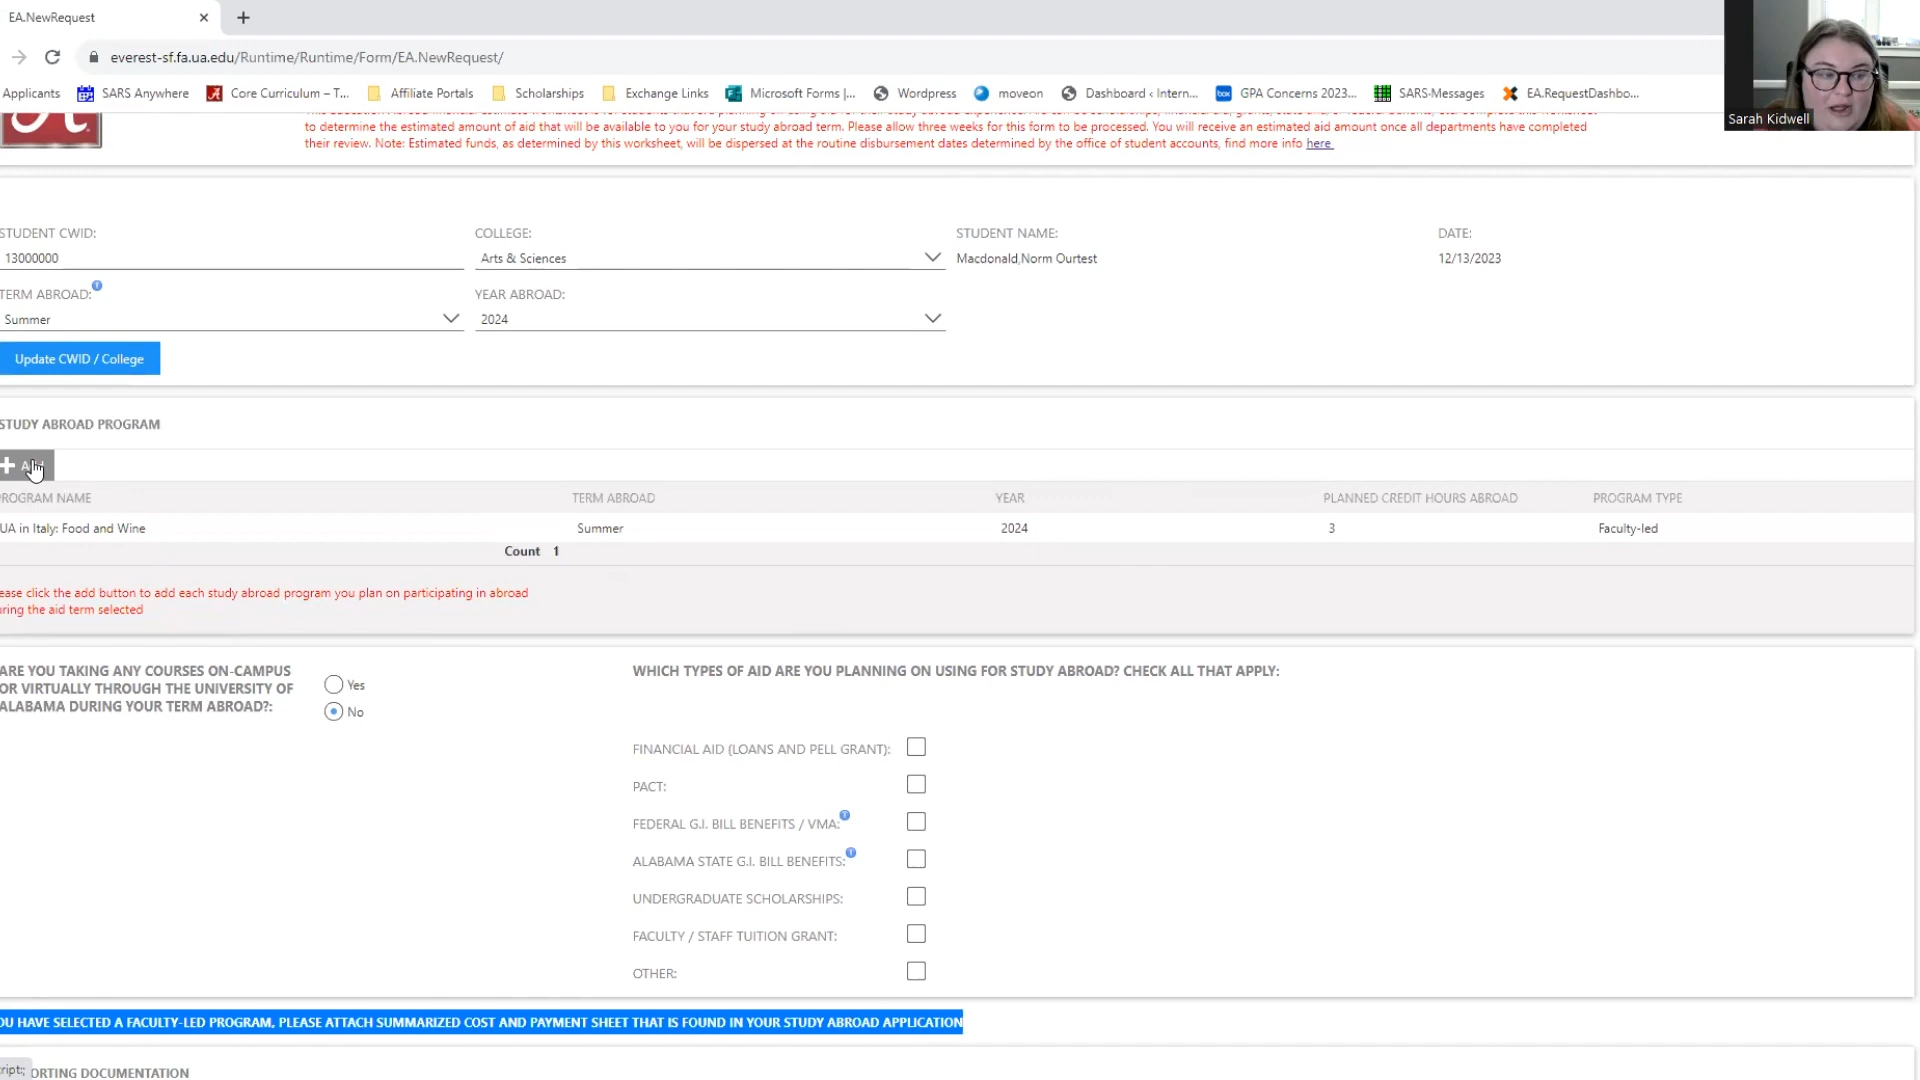 EA.NewRequest
everest-sf.fa.ua.edu/Runtime/Runtime/Form/EA.NewRequest/
Applicants SARS Anywhere Core Curriculum – T... Affiliate Portals Scholarships Exchange Links Microsoft Forms |... Wordpress moveon Dashboard ‹ Intern... GPA Concerns 2023... SARS-Messages EA.RequestDashbo...
Sarah Kidwell
to determine the estimated amount of aid that will be available to you for your study abroad term. Please allow three weeks for this form to be processed. You will receive an estimated aid amount once all departments have completed
their review. Note: Estimated funds, as determined by this worksheet, will be dispersed at the routine disbursement dates determined by the office of student accounts, find more info here
STUDENT CWID: COLLEGE: STUDENT NAME: DATE:
13000000 Arts & Sciences Macdonald,Norm Ourtest 12/13/2023
TERM ABROAD: YEAR ABROAD:
Summer 2024
Update CWID / College
STUDY ABROAD PROGRAM
PROGRAM NAME TERM ABROAD YEAR PLANNED CREDIT HOURS ABROAD PROGRAM TYPE
UA in Italy: Food and Wine Summer 2024 3 Faculty-led
Count 1
ease click the add button to add each study abroad program you plan on participating in abroad
uring the aid term selected
ARE YOU TAKING ANY COURSES ON-CAMPUS
OR VIRTUALLY THROUGH THE UNIVERSITY OF
ALABAMA DURING YOUR TERM ABROAD?:
Yes
No
WHICH TYPES OF AID ARE YOU PLANNING ON USING FOR STUDY ABROAD? CHECK ALL THAT APPLY:
FINANCIAL AID (LOANS AND PELL GRANT):
PACT:
FEDERAL G.I. BILL BENEFITS / VMA:
ALABAMA STATE G.I. BILL BENEFITS:
UNDERGRADUATE SCHOLARSHIPS:
FACULTY / STAFF TUITION GRANT:
OTHER:
OU HAVE SELECTED A FACULTY-LED PROGRAM, PLEASE ATTACH SUMMARIZED COST AND PAYMENT SHEET THAT IS FOUND IN YOUR STUDY ABROAD APPLICATION
cript:; ORTING DOCUMENTATION